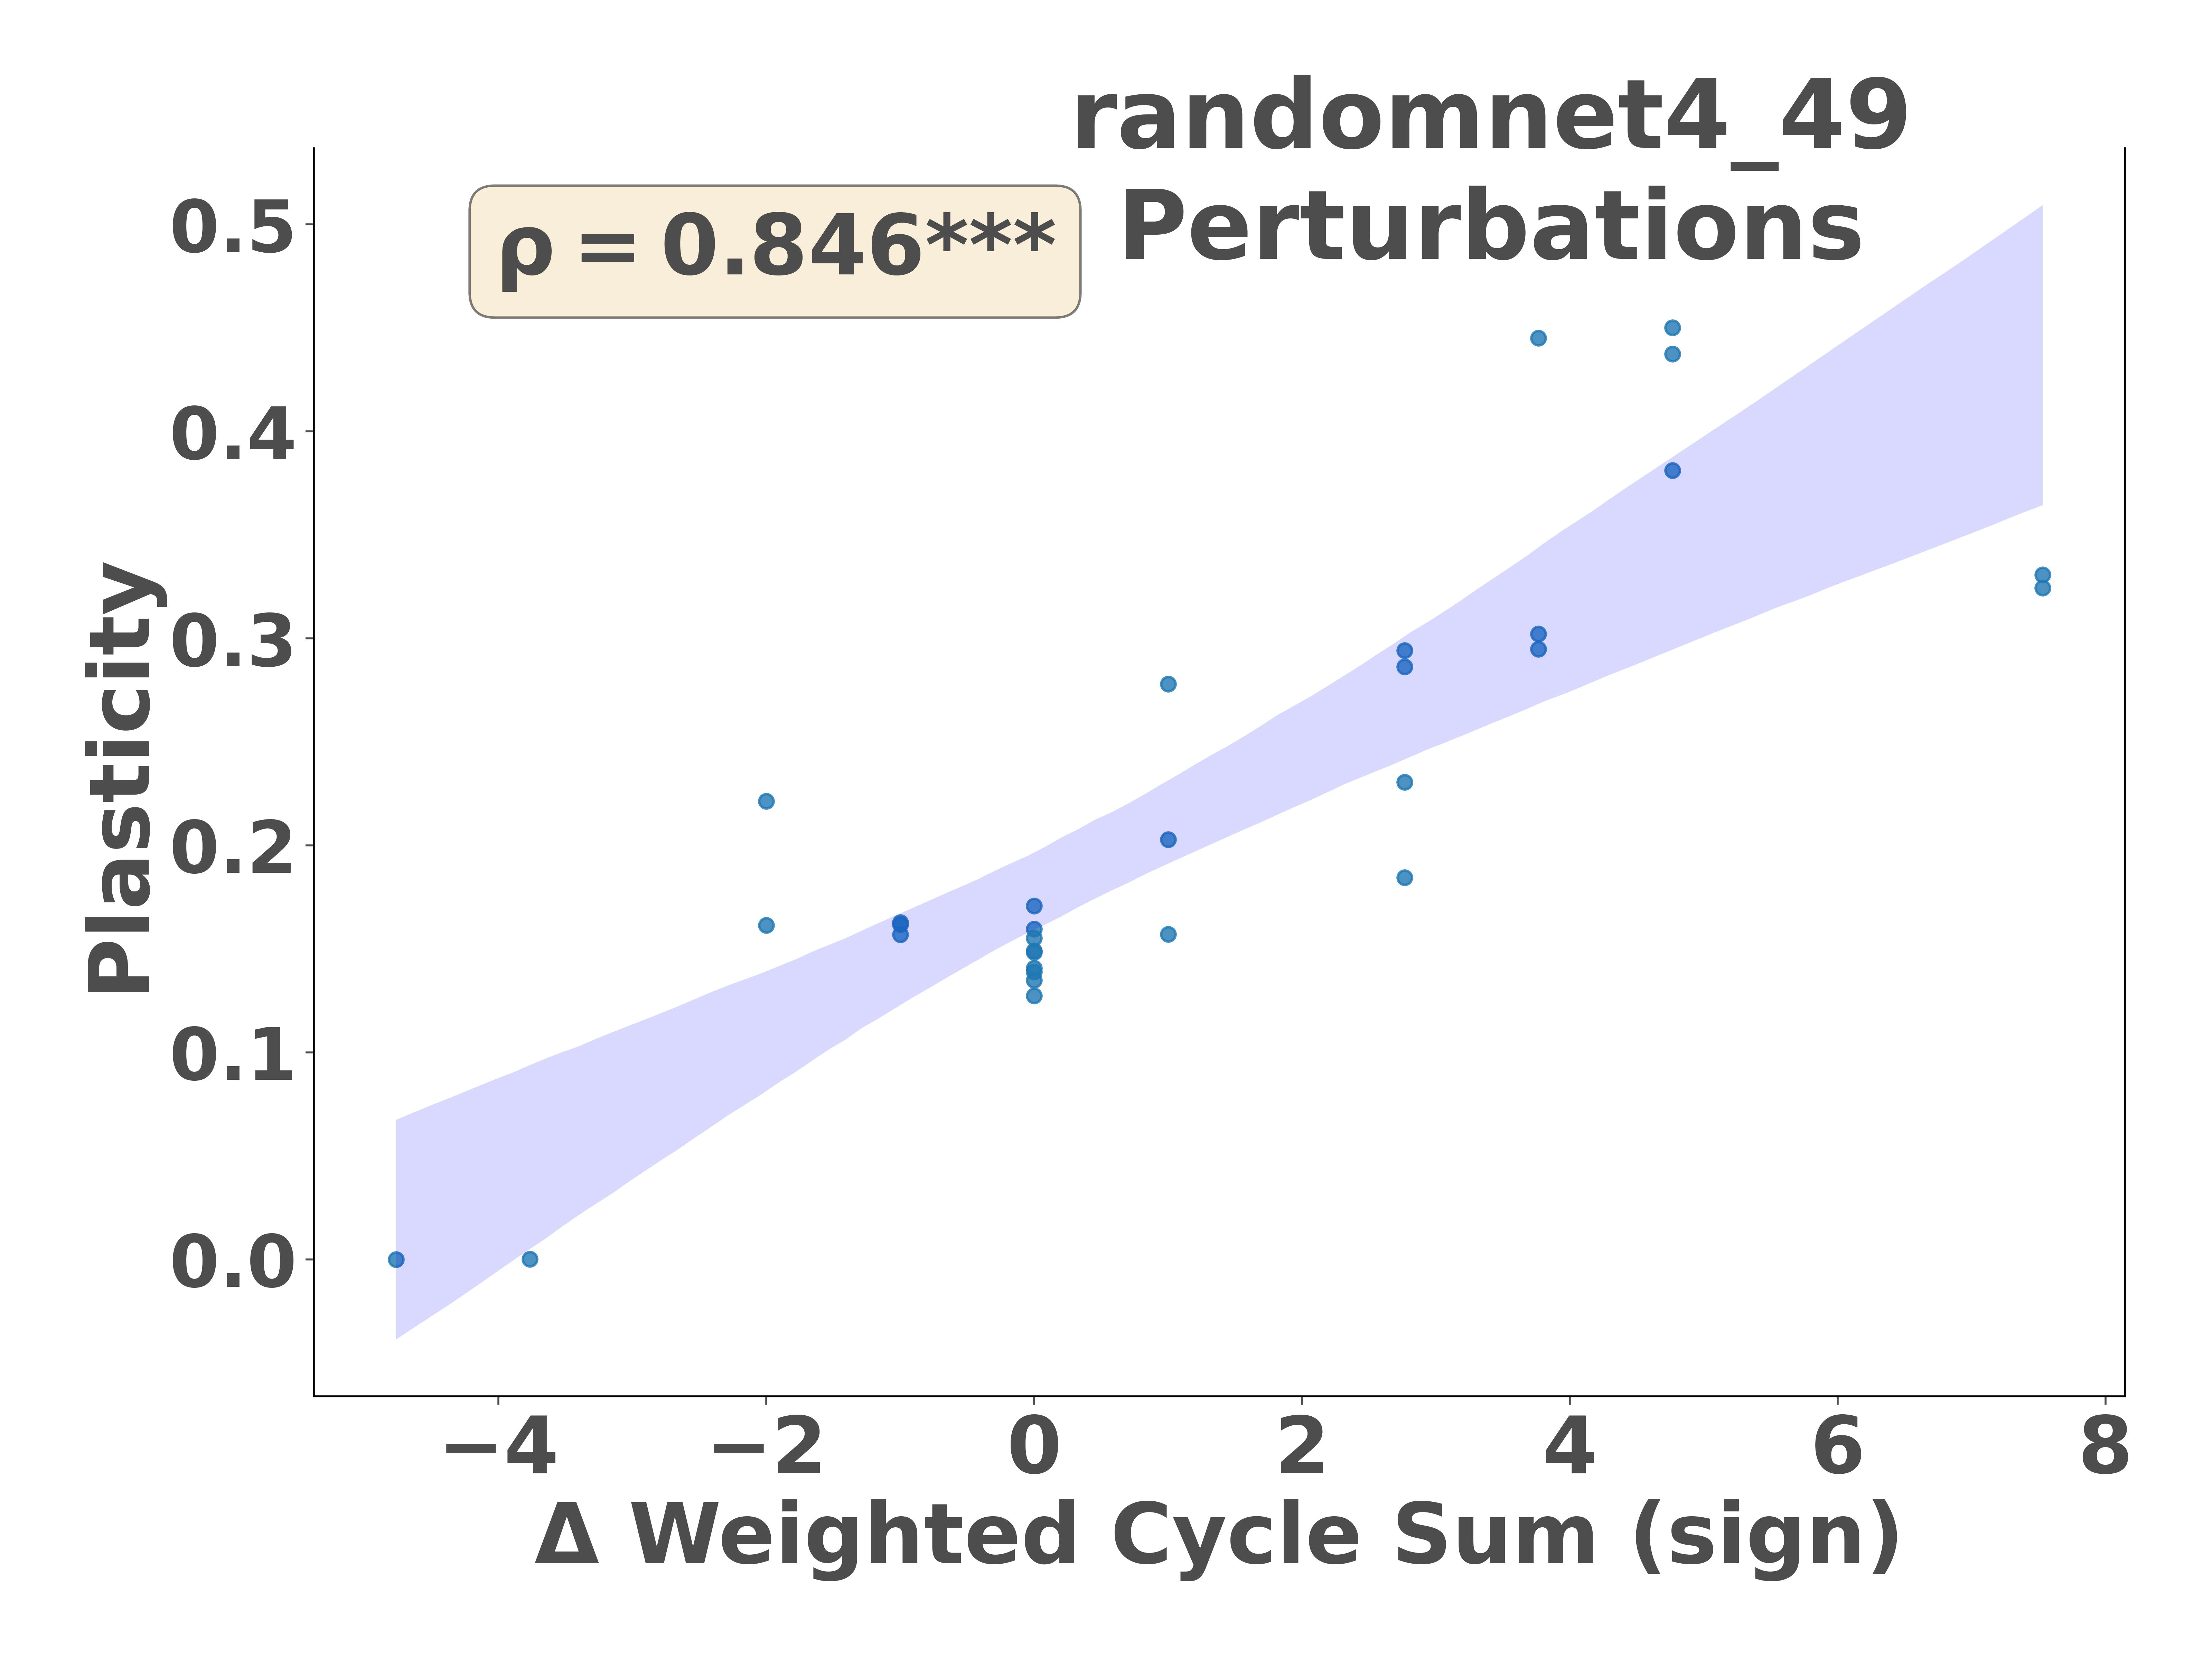 randomnet4_49
Perturbations
ρ = 0.846***
Plasticity
0.5
0.4
0.3
0.2
0.1
0.0
−4 −2 0 2 4 6 8
Δ Weighted Cycle Sum (sign)